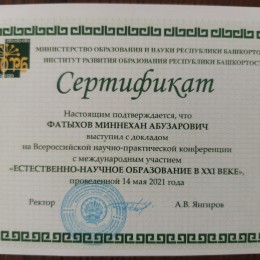 МИНИСТЕРСТВО ОБРАЗОВАНИЯ И НАУКИ РЕСПУБЛИКИ БАШКОРТО
ИНСТИТУТ РАЗВИТИЯ ОБРАЗОВАНИЯ РЕСПУБЛИКИ БАШКОРТОС
Сертификат
Настоящим подтверждается, что
ФАТЫХОВ МИННЕХАН АБУЗАРОВИЧ
выступил с докладом
на Всероссийской научно-практической конференции
с международным участием
«ЕСТЕСТВЕННО-НАУЧНОЕ ОБРАЗОВАНИЕ В XXI ВЕКЕ»,
проведенной 14 мая 2021 года
Ректор А.В. Янгиров